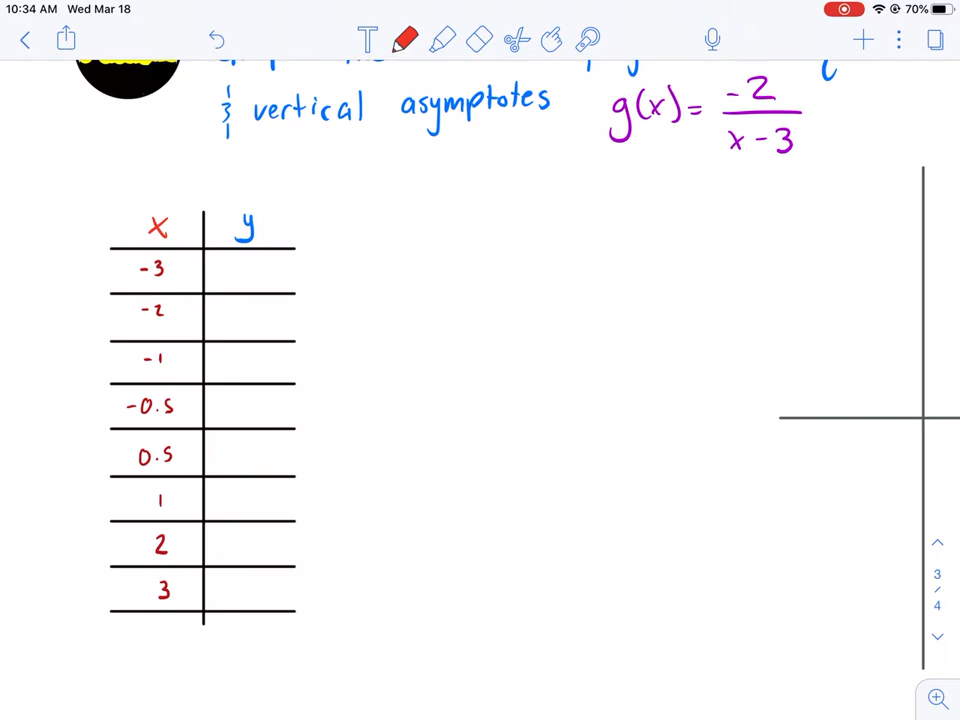 10:34 AM Wed Mar 18 70%
T
& vertical asymptotes g(x) = -2 / x - 3
x y
-3
-2
-1
-0.5
0.5
1
2
3
3 / 4